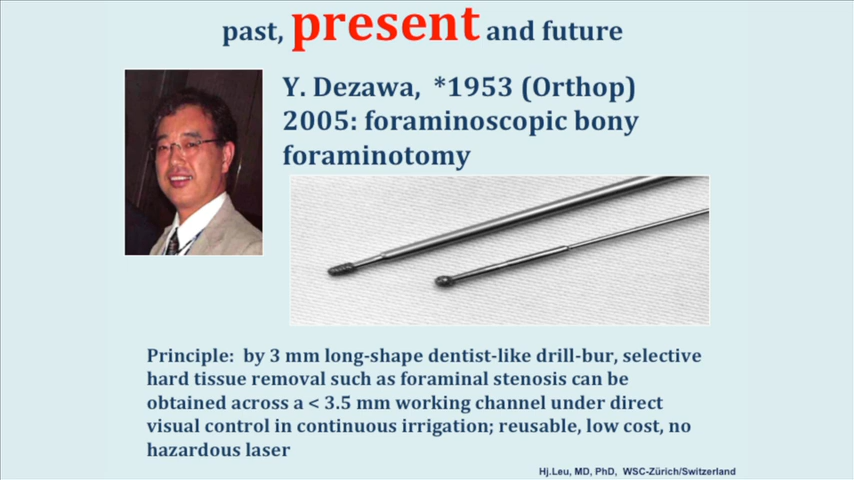 past, present and future
Y. Dezawa, *1953 (Orthop)
2005: foraminoscopic bony
foraminotomy
Principle: by 3 mm long-shape dentist-like drill-bur, selective
hard tissue removal such as foraminal stenosis can be
obtained across a < 3.5 mm working channel under direct
visual control in continuous irrigation; reusable, low cost, no
hazardous laser
Hj.Leu, MD, PhD, WSC-Zürich/Switzerland